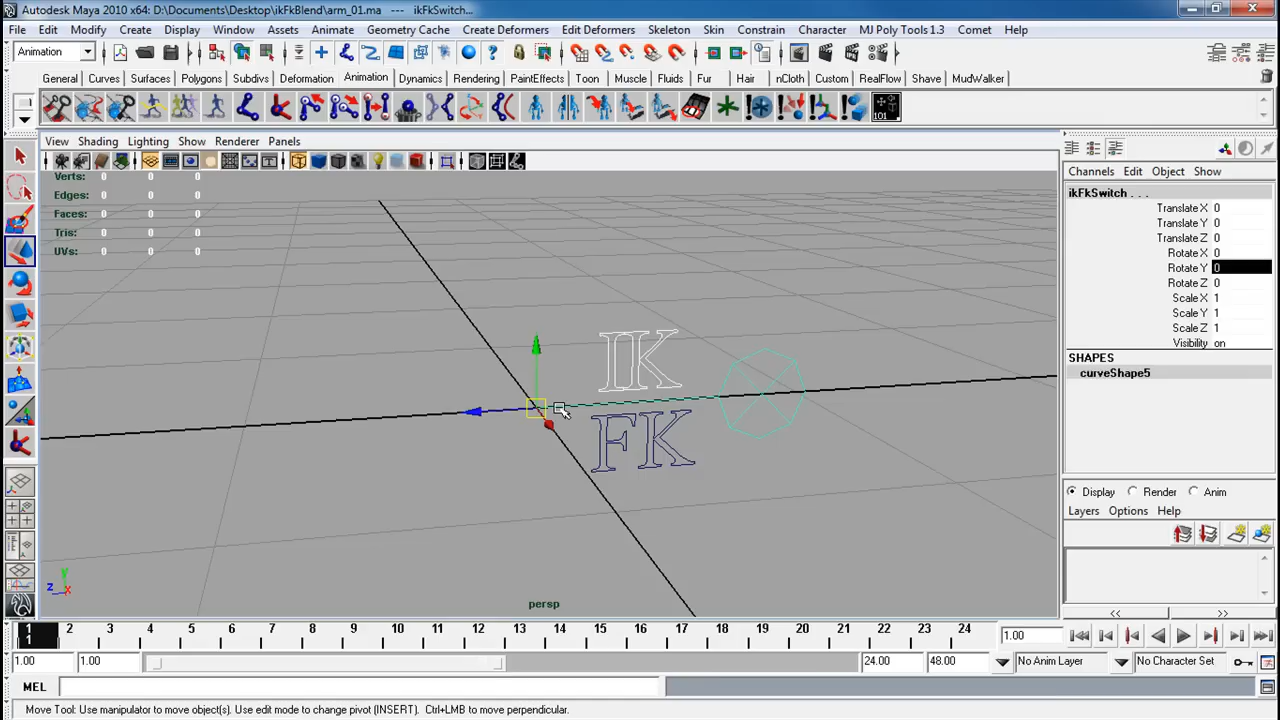 Autodesk Maya 2010 x64: D:\Documents\Desktop\ikFkBlend\arm_01.ma --- ikFkSwitch...
File Edit Modify Create Display Window Assets Animate Geometry Cache Create Deformers Edit Deformers Skeleton Skin Constrain Character MJ Poly Tools 1.3 Comet Help
Animation
General Curves Surfaces Polygons Subdivs Deformation Animation Dynamics Rendering PaintEffects Toon Muscle Fluids Fur Hair nCloth Custom RealFlow Shave MudWalker
101
View Shading Lighting Show Renderer Panels
Verts: 0 0 0
Edges: 0 0 0
Faces: 0 0 0
Tris: 0 0 0
UVs: 0 0 0
IK
FK
y
z x
persp
Channels Edit Object Show
ikFkSwitch . . .
Translate X 0
Translate Y 0
Translate Z 0
Rotate X 0
Rotate Y 0
Rotate Z 0
Scale X 1
Scale Y 1
Scale Z 1
Visibility on
SHAPES
curveShape5
Display Render Anim
Layers Options Help
<< >>
1 2 3 4 5 6 7 8 9 10 11 12 13 14 15 16 17 18 19 20 21 22 23 24
1 1.00
1.00 1.00 24.00 48.00 No Anim Layer No Character Set
MEL
Move Tool: Use manipulator to move object(s). Use edit mode to change pivot (INSERT). Ctrl+LMB to move perpendicular.